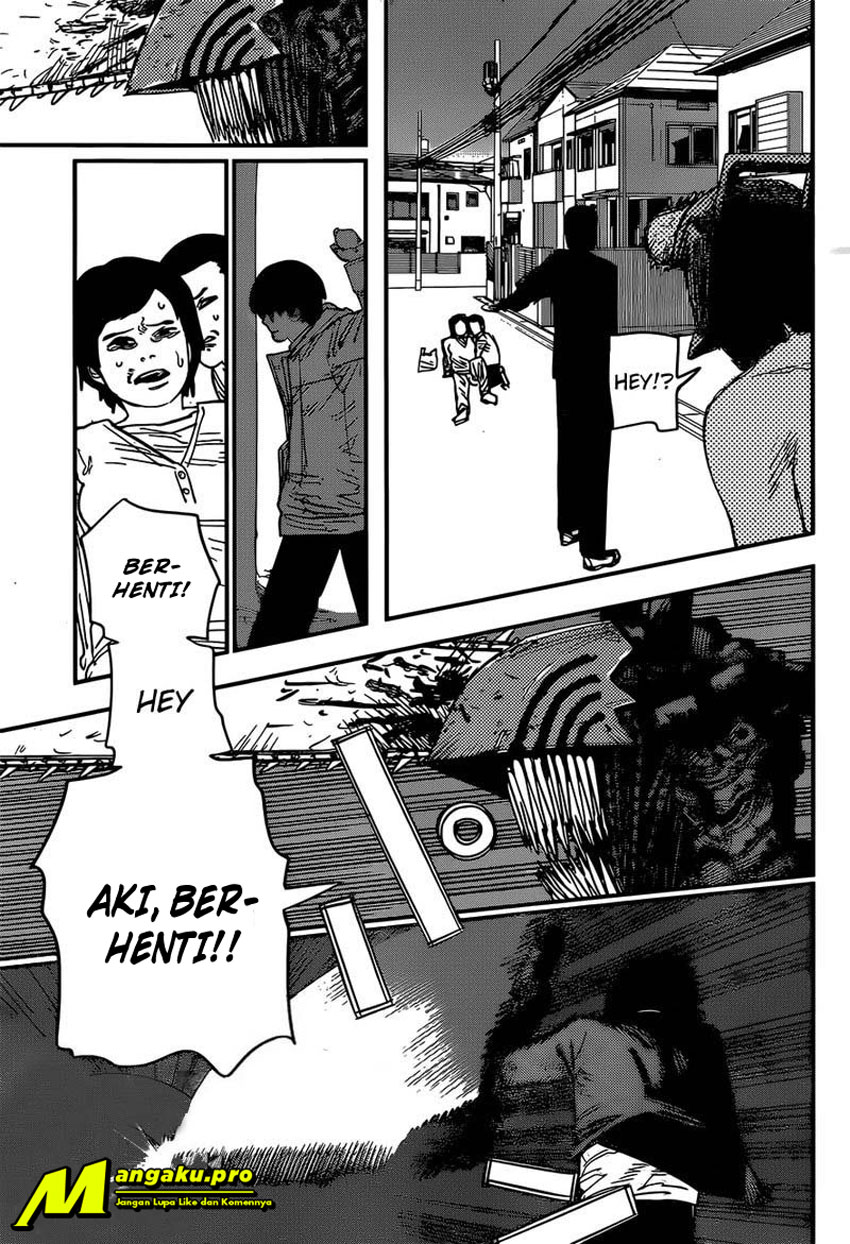 HEY!?
BER-
HENTI!
HEY
AKI, BER-
HENTI!!
Mangaku.pro
Jangan Lupa Like dan Komennya